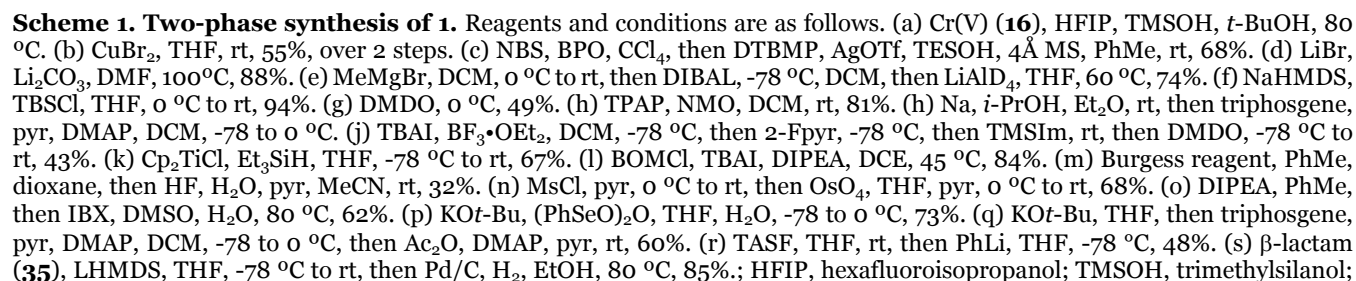 Scheme 1. Two-phase synthesis of 1. Reagents and conditions are as follows. (a) Cr(V) (16), HFIP, TMSOH, t-BuOH, 80
ºC. (b) CuBr₂, THF, rt, 55%, over 2 steps. (c) NBS, BPO, CCl₄, then DTBMP, AgOTf, TESOH, 4Å MS, PhMe, rt, 68%. (d) LiBr,
Li₂CO₃, DMF, 100ºC, 88%. (e) MeMgBr, DCM, 0 ºC to rt, then DIBAL, -78 ºC, DCM, then LiAlD₄, THF, 60 ºC, 74%. (f) NaHMDS,
TBSCl, THF, 0 ºC to rt, 94%. (g) DMDO, 0 ºC, 49%. (h) TPAP, NMO, DCM, rt, 81%. (h) Na, i-PrOH, Et₂O, rt, then triphosgene,
pyr, DMAP, DCM, -78 to 0 ºC. (j) TBAI, BF₃•OEt₂, DCM, -78 ºC, then 2-Fpyr, -78 ºC, then TMSIm, rt, then DMDO, -78 ºC to
rt, 43%. (k) Cp₂TiCl, Et₃SiH, THF, -78 ºC to rt, 67%. (l) BOMCl, TBAI, DIPEA, DCE, 45 ºC, 84%. (m) Burgess reagent, PhMe,
dioxane, then HF, H₂O, pyr, MeCN, rt, 32%. (n) MsCl, pyr, 0 ºC to rt, then OsO₄, THF, pyr, 0 ºC to rt, 68%. (o) DIPEA, PhMe,
then IBX, DMSO, H₂O, 80 ºC, 62%. (p) KOt-Bu, (PhSeO)₂O, THF, H₂O, -78 to 0 ºC, 73%. (q) KOt-Bu, THF, then triphosgene,
pyr, DMAP, DCM, -78 to 0 ºC, then Ac₂O, DMAP, pyr, rt, 60%. (r) TASF, THF, rt, then PhLi, THF, -78 °C, 48%. (s) β-lactam
(35), LHMDS, THF, -78 ºC to rt, then Pd/C, H₂, EtOH, 80 ºC, 85%.; HFIP, hexafluoroisopropanol; TMSOH, trimethylsilanol;